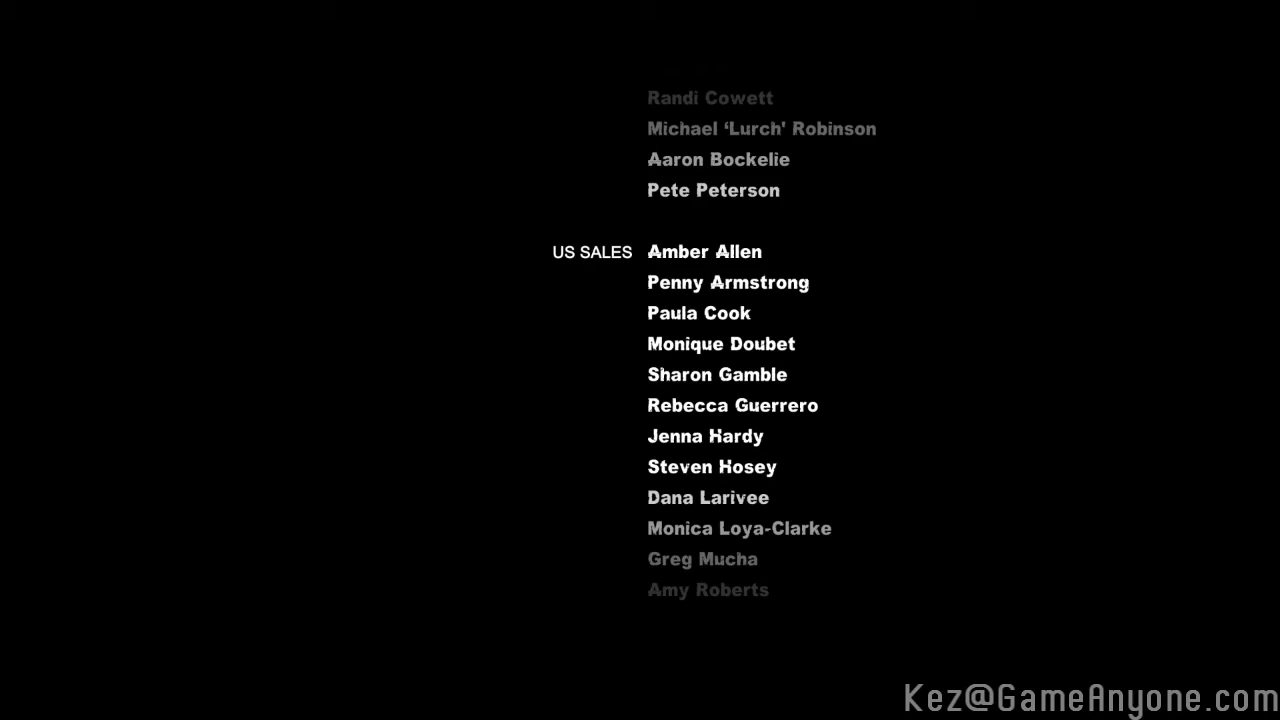 Randi Cowett
Michael ‘Lurch' Robinson
Aaron Bockelie
Pete Peterson
US SALES Amber Allen
Penny Armstrong
Paula Cook
Monique Doubet
Sharon Gamble
Rebecca Guerrero
Jenna Hardy
Steven Hosey
Dana Larivee
Monica Loya-Clarke
Greg Mucha
Amy Roberts
Kez@GameAnyone.com